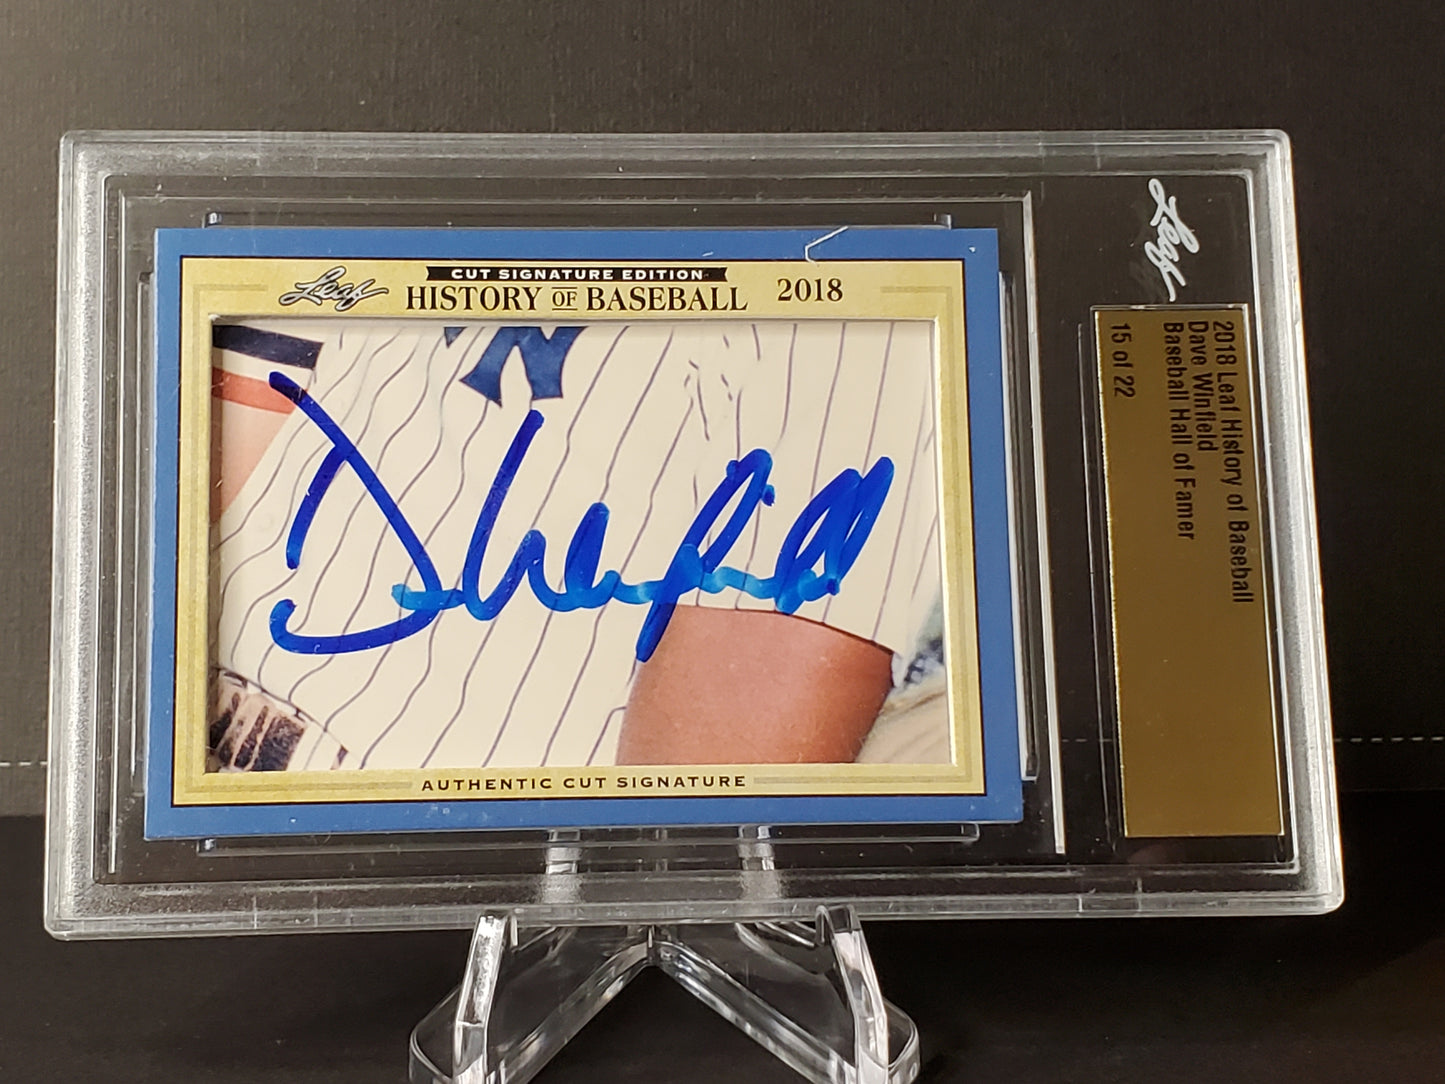 Leaf
CUT SIGNATURE EDITION
HISTORY OF BASEBALL
2018
D Winfield
AUTHENTIC CUT SIGNATURE
Leaf
2018 Leaf History of Baseball
Dave Winfield
Baseball Hall of Famer
15 of 22